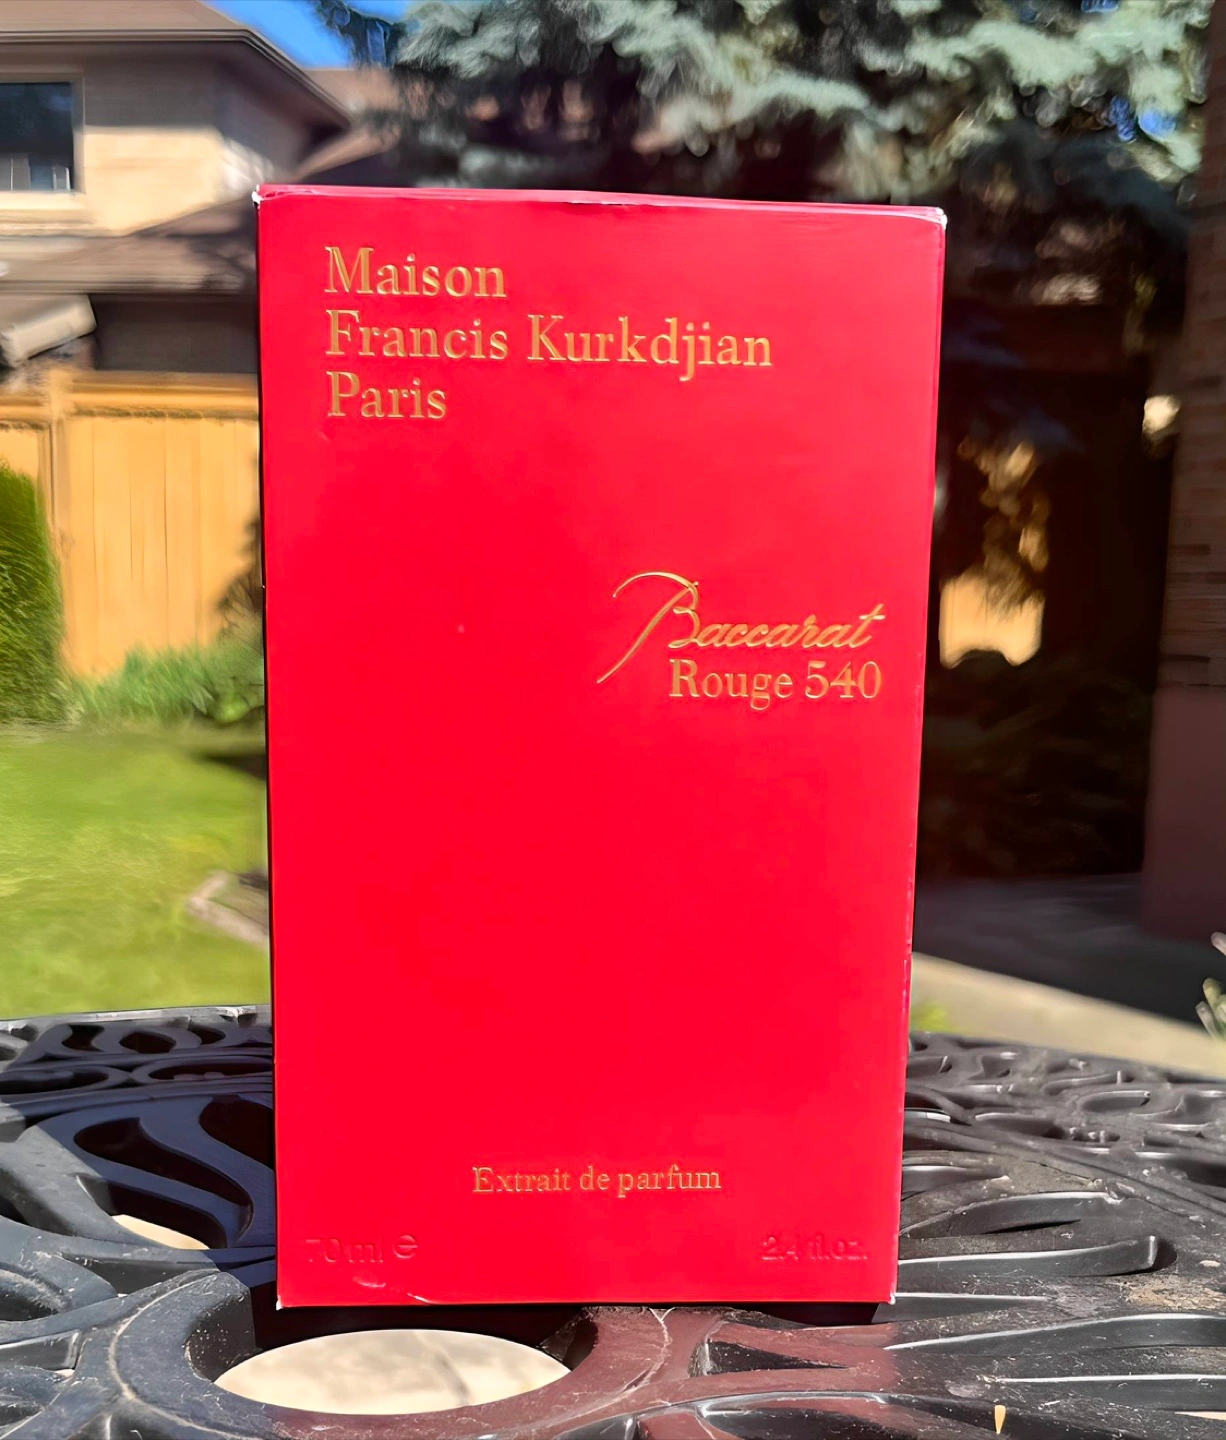 Maison
Francis Kurkdjian
Paris
Baccarat
Rouge 540
Extrait de parfum
70 ml ℮ 2.4 fl.oz.